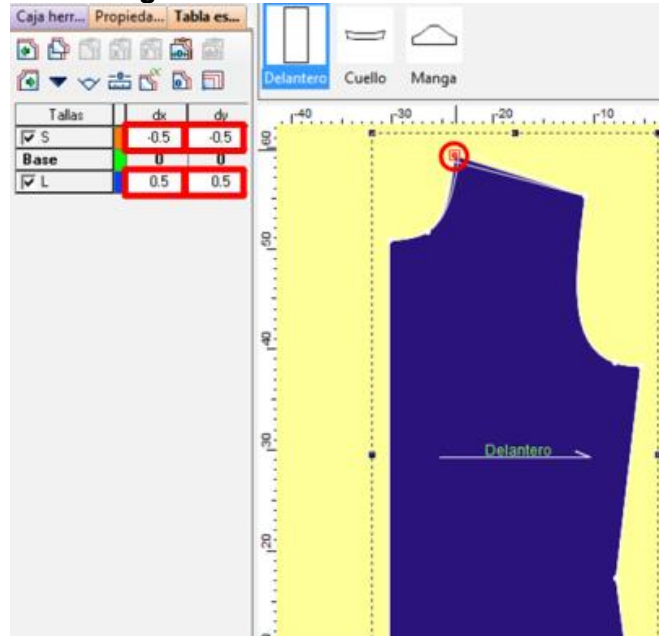 Caja herr... Propieda... Tabla es...
Delantero Cuello Manga
Tallas dx dy
S -0.5 -0.5
Base 0 0
L 0.5 0.5
-40 -30 -20 -10
60
50
40
30
20
Delantero